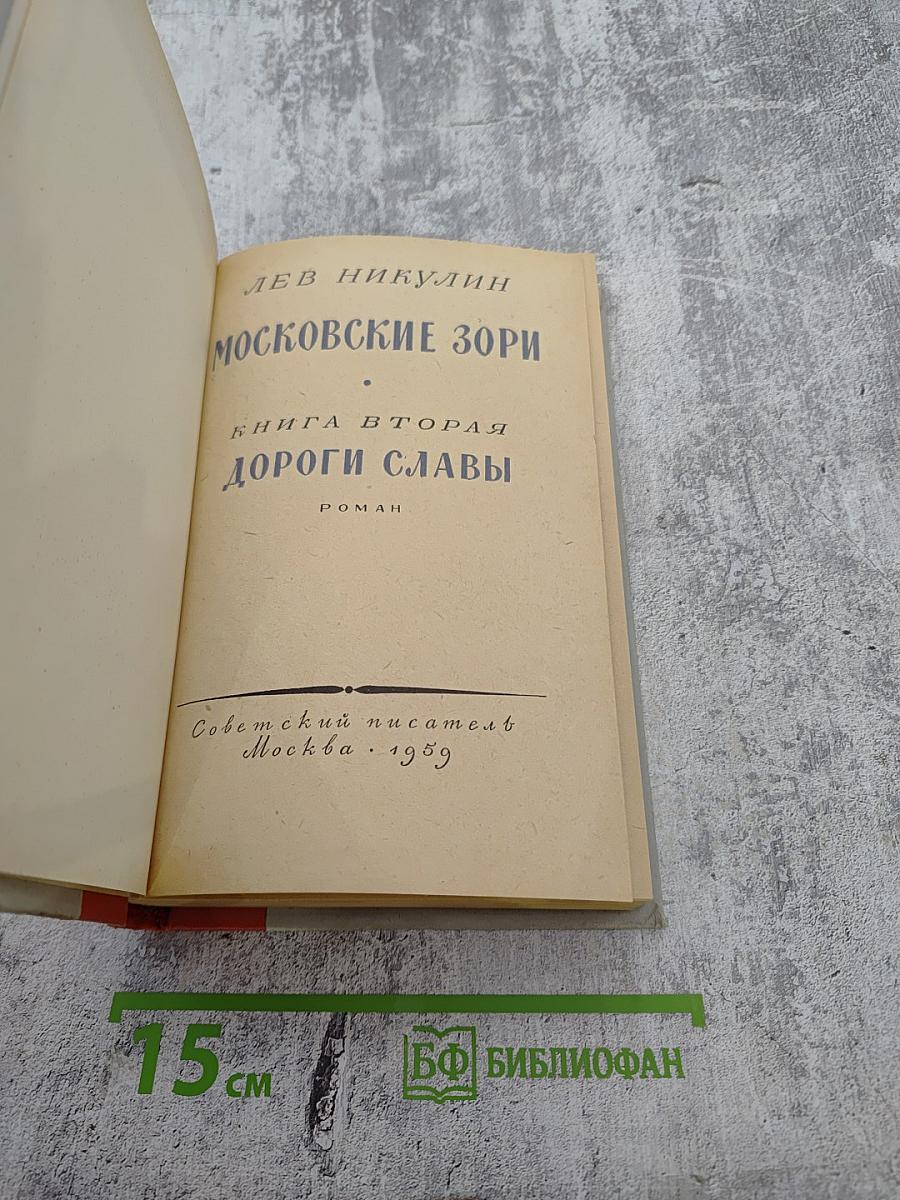 ЛЕВ НИКУЛИН
МОСКОВСКИЕ ЗОРИ
•
КНИГА ВТОРАЯ
ДОРОГИ СЛАВЫ
РОМАН
Советский писатель
Москва · 1959
15 см
БФ БИБЛИОФАН